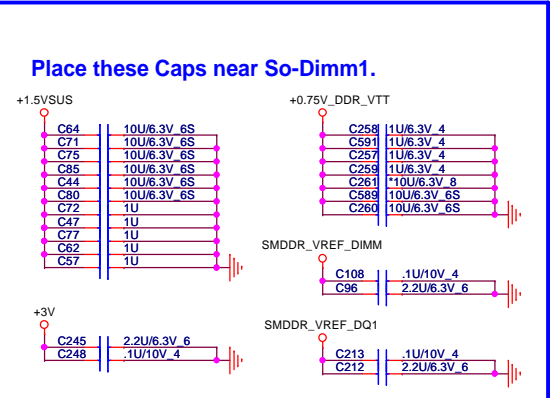 Place these Caps near So-Dimm1.
+1.5VSUS
C64 10U/6.3V_6S
C71 10U/6.3V_6S
C75 10U/6.3V_6S
C85 10U/6.3V_6S
C44 10U/6.3V_6S
C80 10U/6.3V_6S
C72 1U
C47 1U
C77 1U
C62 1U
C57 1U
+3V
C245 2.2U/6.3V_6
C248 .1U/10V_4
+0.75V_DDR_VTT
C258 1U/6.3V_4
C591 1U/6.3V_4
C257 1U/6.3V_4
C259 1U/6.3V_4
C261 *10U/6.3V_8
C589 10U/6.3V_6S
C260 10U/6.3V_6S
SMDDR_VREF_DIMM
C108 .1U/10V_4
C96 2.2U/6.3V_6
SMDDR_VREF_DQ1
C213 .1U/10V_4
C212 2.2U/6.3V_6